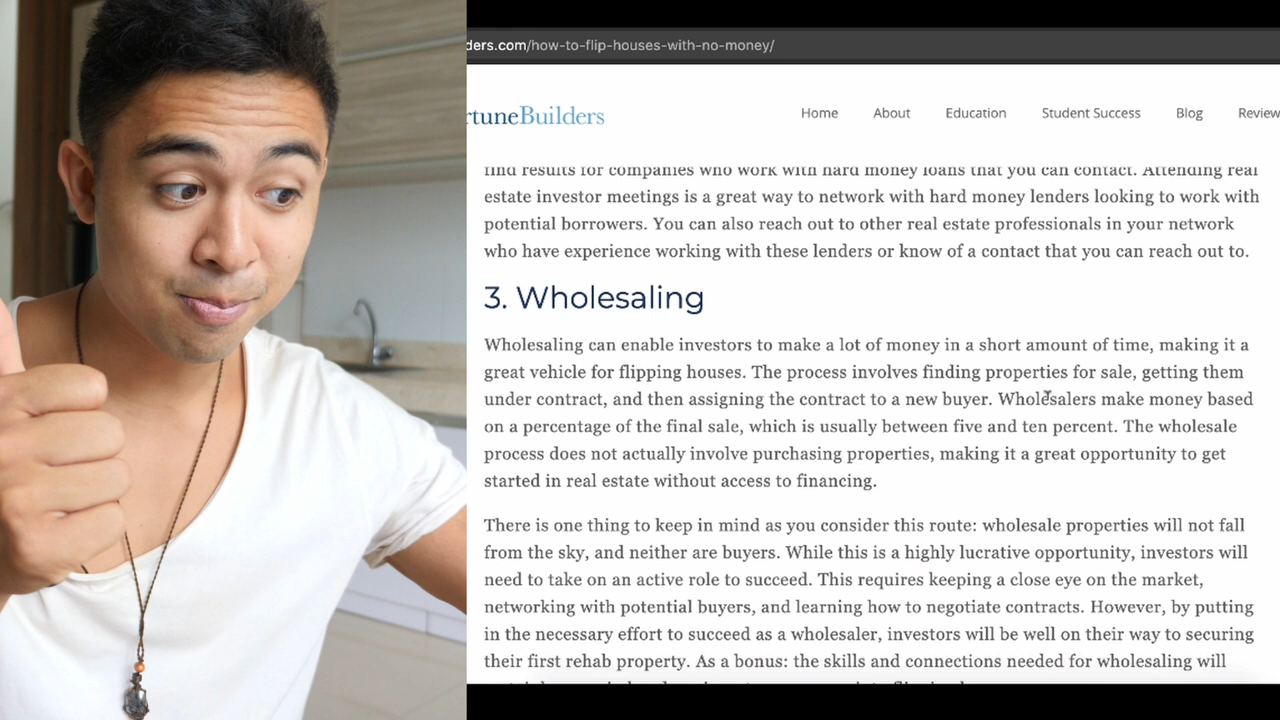 ders.com/how-to-flip-houses-with-no-money/
rtuneBuilders
Home About Education Student Success Blog Review
find results for companies who work with hard money loans that you can contact. Attending real
estate investor meetings is a great way to network with hard money lenders looking to work with
potential borrowers. You can also reach out to other real estate professionals in your network
who have experience working with these lenders or know of a contact that you can reach out to.
3. Wholesaling
Wholesaling can enable investors to make a lot of money in a short amount of time, making it a
great vehicle for flipping houses. The process involves finding properties for sale, getting them
under contract, and then assigning the contract to a new buyer. Wholesalers make money based
on a percentage of the final sale, which is usually between five and ten percent. The wholesale
process does not actually involve purchasing properties, making it a great opportunity to get
started in real estate without access to financing.
There is one thing to keep in mind as you consider this route: wholesale properties will not fall
from the sky, and neither are buyers. While this is a highly lucrative opportunity, investors will
need to take on an active role to succeed. This requires keeping a close eye on the market,
networking with potential buyers, and learning how to negotiate contracts. However, by putting
in the necessary effort to succeed as a wholesaler, investors will be well on their way to securing
their first rehab property. As a bonus: the skills and connections needed for wholesaling will